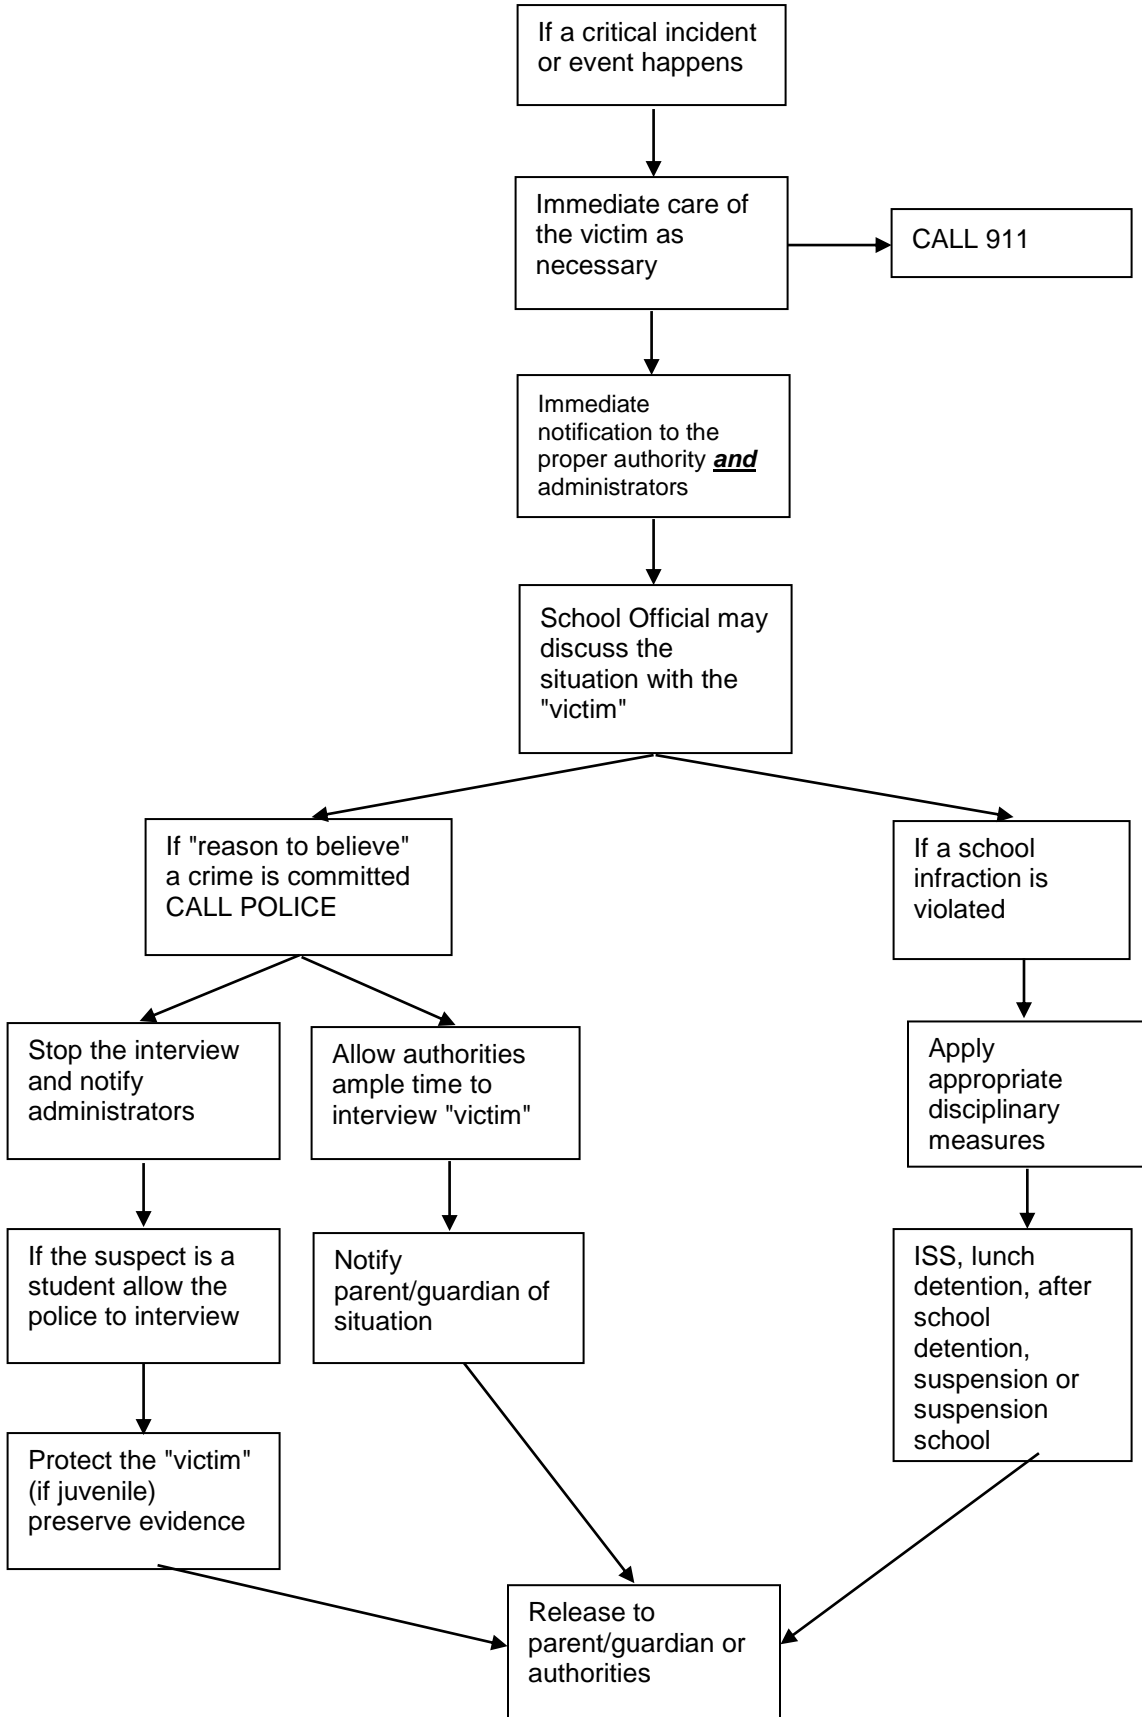 If a critical incident
or event happens
Immediate care of
the victim as
necessary
CALL 911
Immediate
notification to the
proper authority and
administrators
School Official may
discuss the
situation with the
"victim"
If "reason to believe"
a crime is committed
CALL POLICE
If a school
infraction is
violated
Stop the interview
and notify
administrators
Allow authorities
ample time to
interview "victim"
Apply
appropriate
disciplinary
measures
If the suspect is a
student allow the
police to interview
Notify
parent/guardian of
situation
ISS, lunch
detention, after
school
detention,
suspension or
suspension
school
Protect the "victim"
(if juvenile)
preserve evidence
Release to
parent/guardian or
authorities